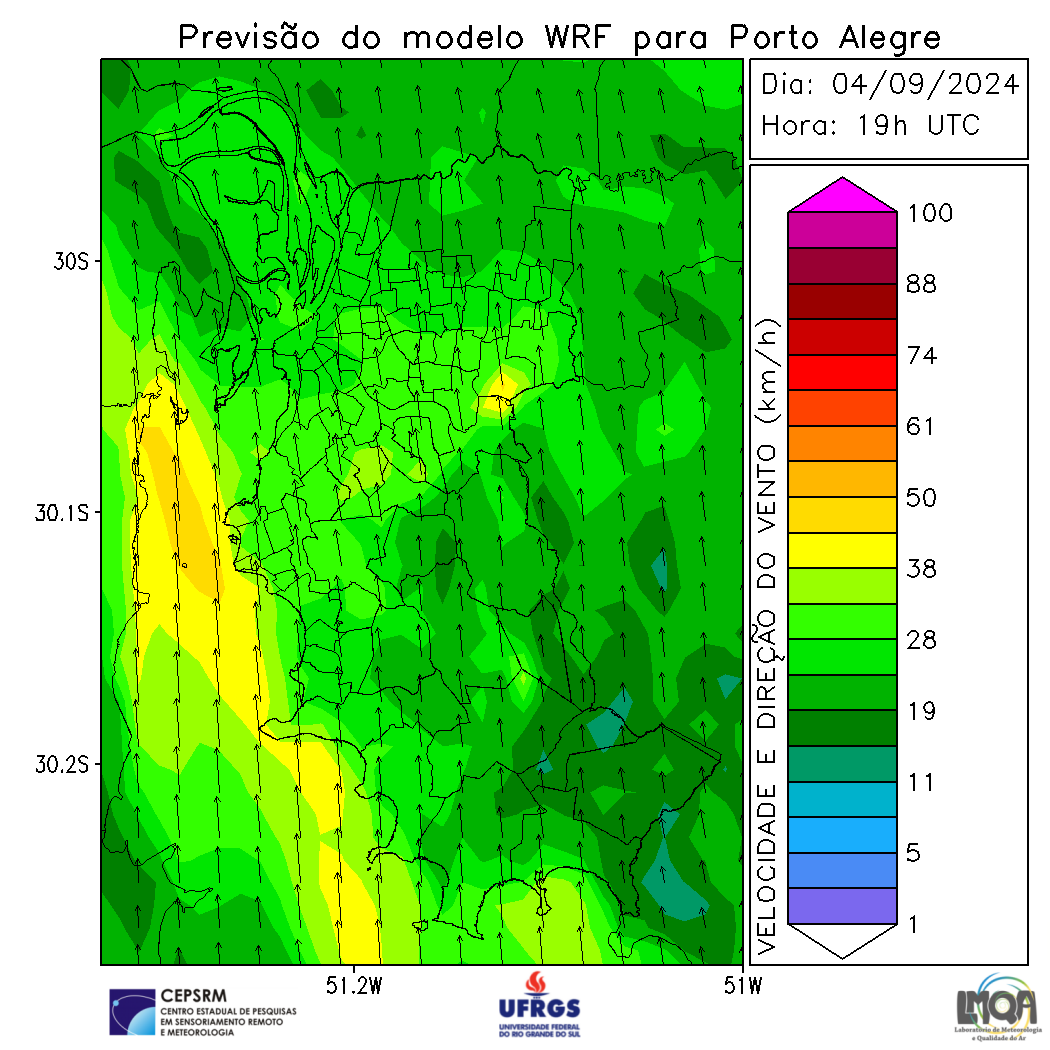 Previsão do modelo WRF para Porto Alegre
Dia: 04/09/2024
Hora: 19h UTC
30S
30.1S
30.2S
51.2W
51W
VELOCIDADE E DIREÇÃO DO VENTO (km/h)
100
88
74
61
50
38
28
19
11
5
1
CEPSRM
CENTRO ESTADUAL DE PESQUISAS
EM SENSORIAMENTO REMOTO
E METEOROLOGIA
UFRGS
UNIVERSIDADE FEDERAL
DO RIO GRANDE DO SUL
LMQA
Laboratório de Meteorologia
e Qualidade do Ar